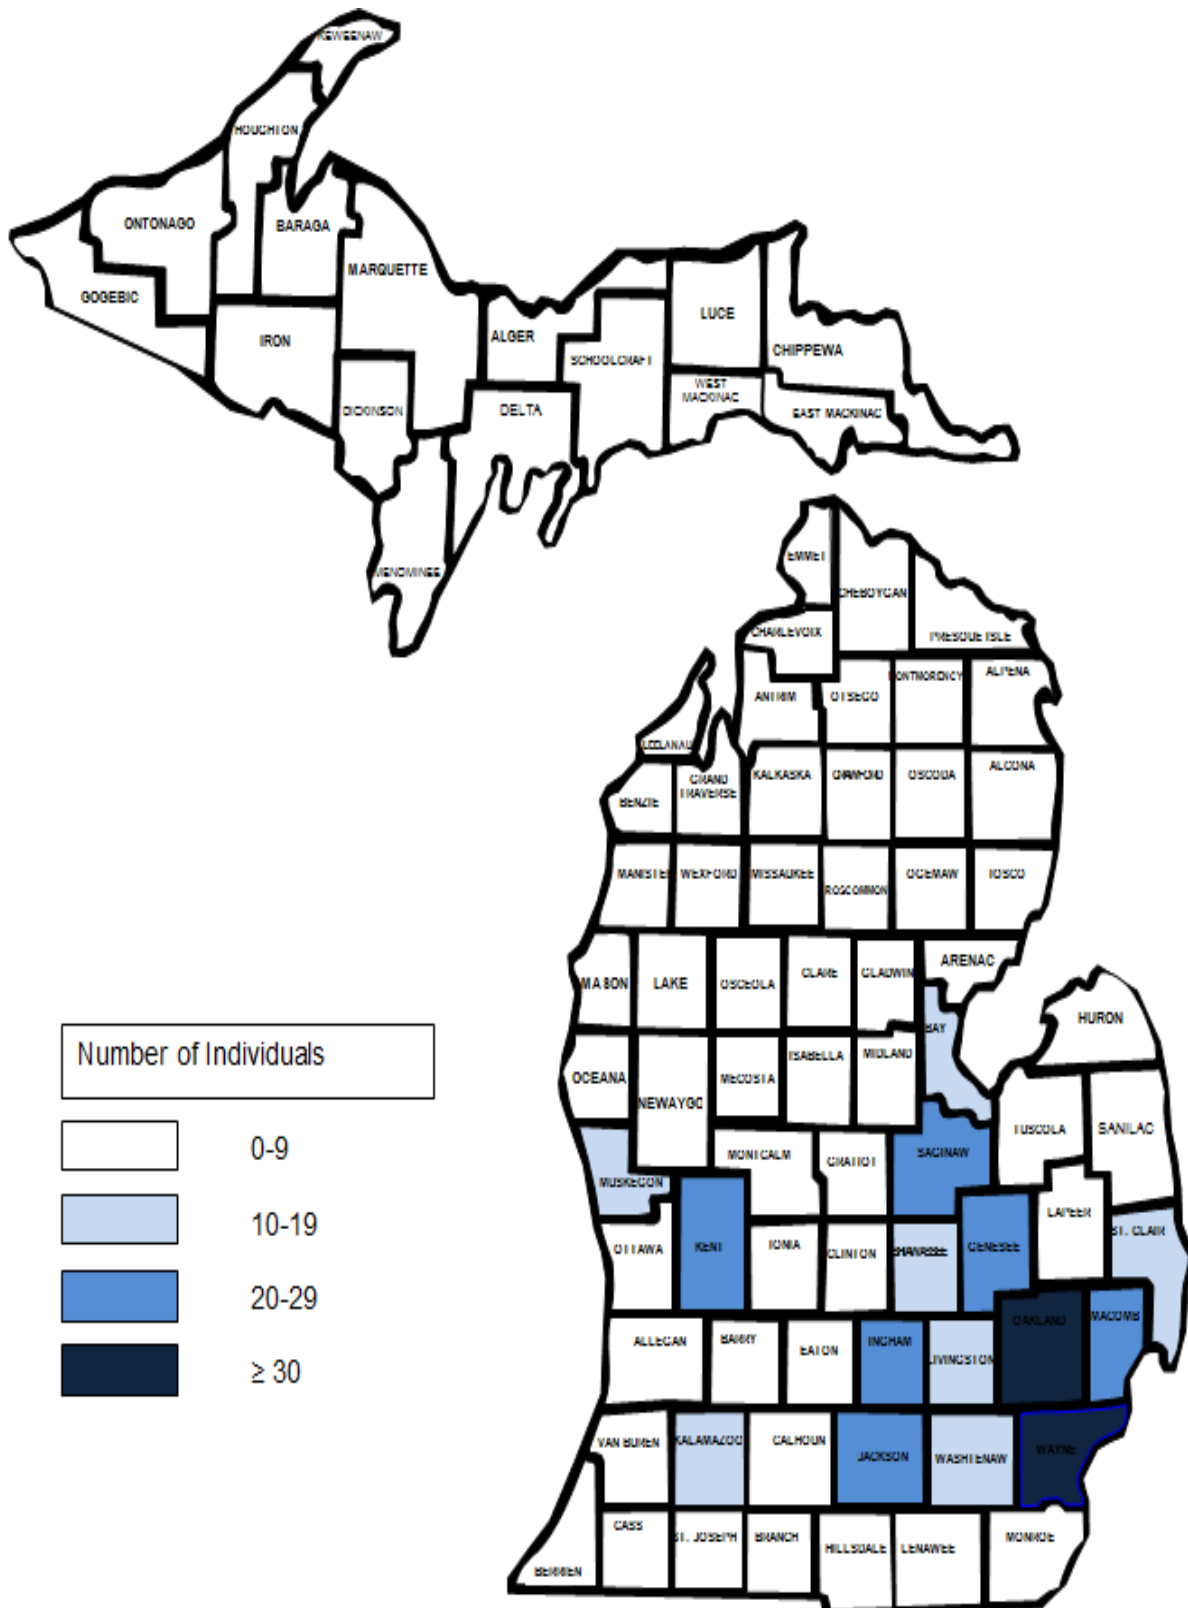 KEWEENAW
HOUGHTON
ONTONAGO
BARAGA
MARQUETTE
GOGEBIC
IRON
ALGER
LUCE
CHIPPEWA
SCHOOLCRAFT
WEST
MACKINAC
EAST MACKINAC
DICKINSON
DELTA
MENOMINEE
EMMET
CHEBOYGAN
CHARLEVOIX
PRESQUE ISLE
ANTRIM
OTSEGO
MONTMORENCY
ALPENA
LEELANAU
BENZIE
GRAND
TRAVERSE
KALKASKA
CRAWFORD
OSCODA
ALCONA
MANISTEE
WEXFORD
MISSAUKEE
ROSCOMMON
OGEMAW
IOSCO
MASON
LAKE
OSCEOLA
CLARE
GLADWIN
ARENAC
BAY
HURON
OCEANA
NEWAYGO
MECOSTA
ISABELLA
MIDLAND
TUSCOLA
SANILAC
MUSKEGON
MONTCALM
GRATIOT
SAGINAW
LAPEER
ST. CLAIR
OTTAWA
KENT
IONIA
CLINTON
SHIAWASSEE
GENESEE
ALLEGAN
BARRY
EATON
INGHAM
LIVINGSTON
OAKLAND
MACOMB
VAN BUREN
KALAMAZOO
CALHOUN
JACKSON
WASHTENAW
WAYNE
BERRIEN
CASS
ST. JOSEPH
BRANCH
HILLSDALE
LENAWEE
MONROE
Number of Individuals
0-9
10-19
20-29
≥ 30